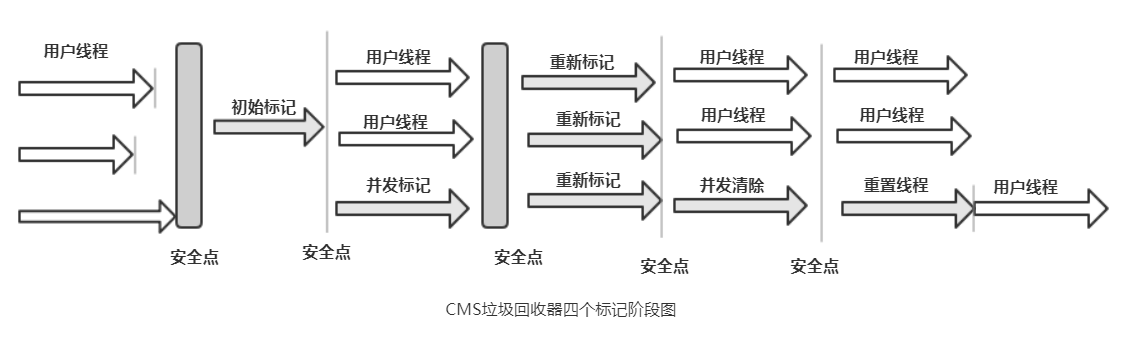 用户线程
初始标记
用户线程
用户线程
并发标记
重新标记
重新标记
重新标记
用户线程
用户线程
并发清除
用户线程
用户线程
重置线程
用户线程
安全点
安全点
安全点
安全点
安全点
CMS垃圾回收器四个标记阶段图